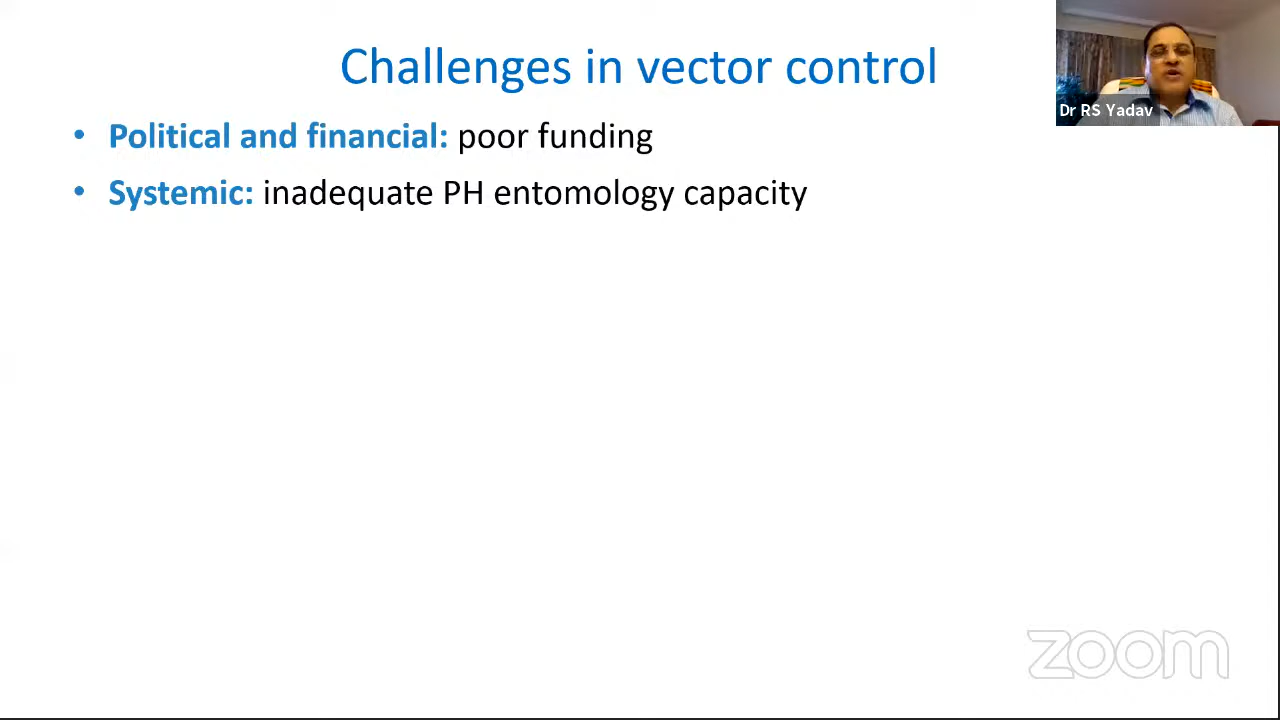 Challenges in vector control
Dr RS Yadav
• Political and financial: poor funding
• Systemic: inadequate PH entomology capacity
zoom